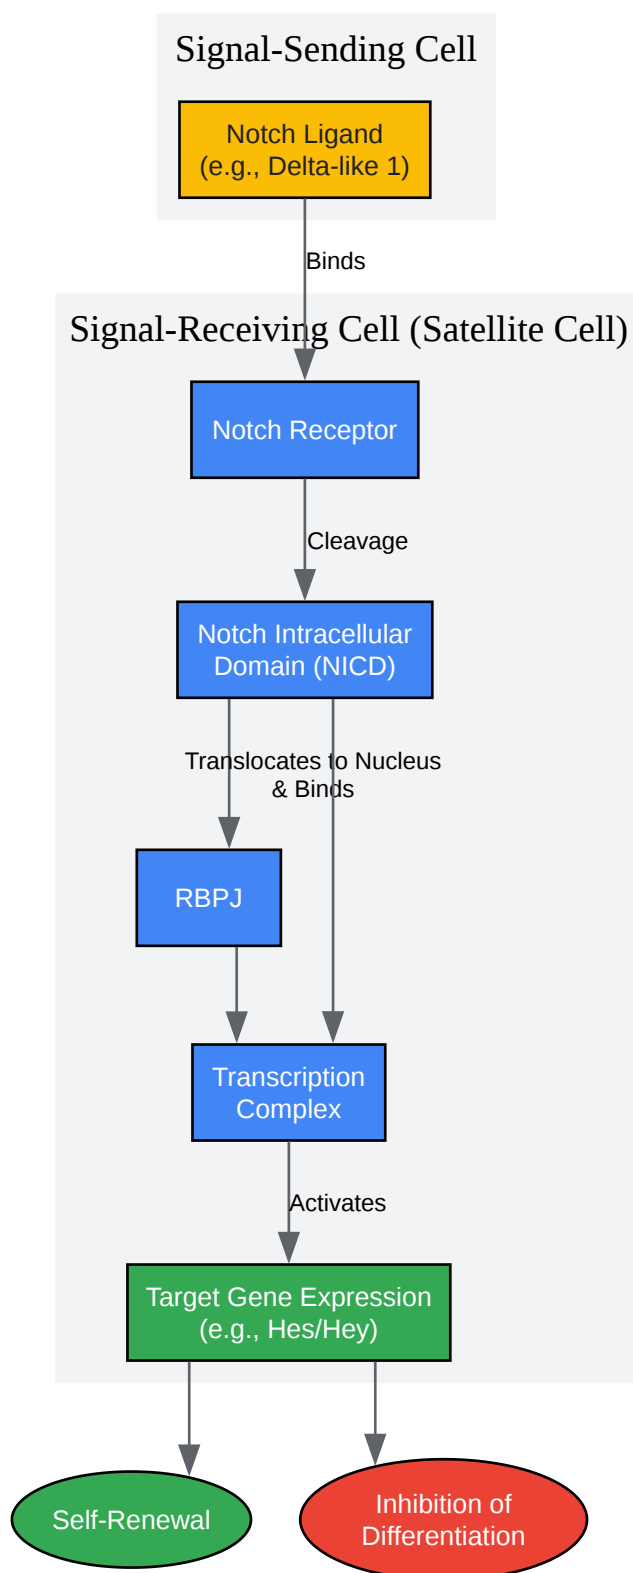 Signal-Sending Cell
Notch Ligand
(e.g., Delta-like 1)
Binds
Signal-Receiving Cell (Satellite Cell)
Notch Receptor
Cleavage
Notch Intracellular
Domain (NICD)
Translocates to Nucleus
& Binds
RBPJ
Transcription
Complex
Activates
Target Gene Expression
(e.g., Hes/Hey)
Self-Renewal
Inhibition of
Differentiation